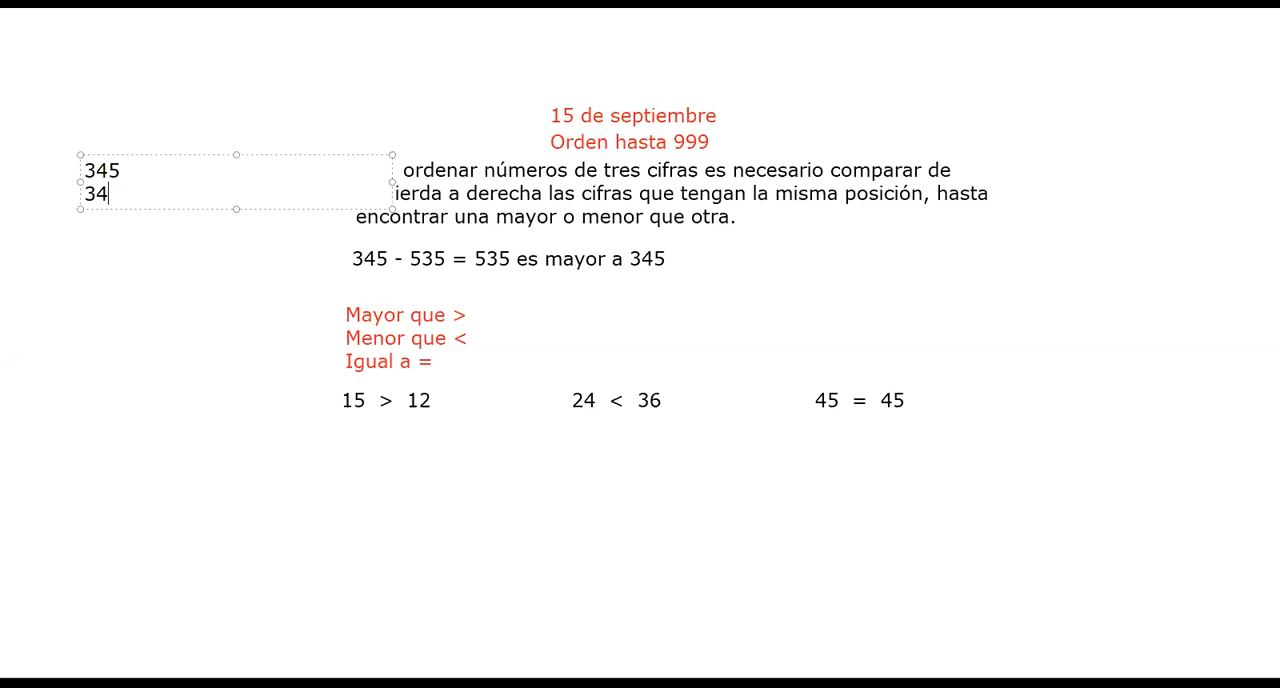 15 de septiembre
Orden hasta 999
345
34
ordenar números de tres cifras es necesario comparar de
ierda a derecha las cifras que tengan la misma posición, hasta
encontrar una mayor o menor que otra.
345 - 535 = 535 es mayor a 345
Mayor que >
Menor que <
Igual a =
15 > 12 24 < 36 45 = 45